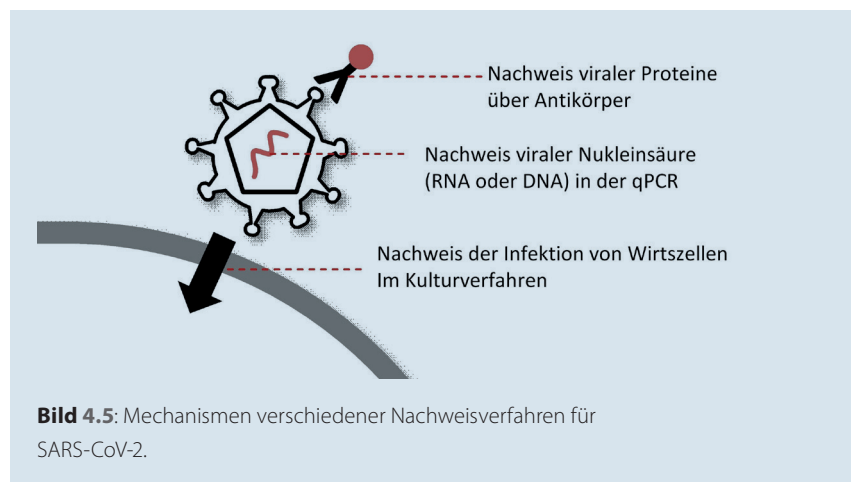 Nachweis viraler Proteine
über Antikörper
Nachweis viraler Nukleinsäure
(RNA oder DNA) in der qPCR
Nachweis der Infektion von Wirtszellen
Im Kulturverfahren
Bild 4.5: Mechanismen verschiedener Nachweisverfahren für
SARS-CoV-2.